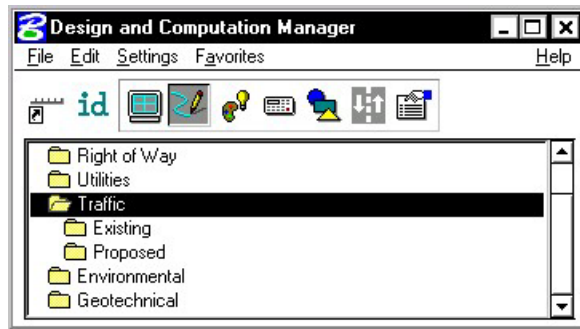 Design and Computation Manager
File Edit Settings Favorites Help
id
Right of Way
Utilities
Traffic
Existing
Proposed
Environmental
Geotechnical